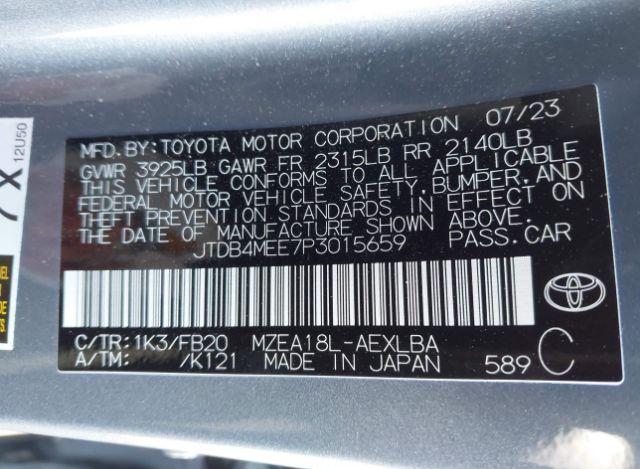 MFD.BY:TOYOTA MOTOR CORPORATION 07/23
GVWR 3925LB GAWR FR 2315LB RR 2140LB
THIS VEHICLE CONFORMS TO ALL APPLICABLE
FEDERAL MOTOR VEHICLE SAFETY,BUMPER,AND
THEFT PREVENTION STANDARDS IN EFFECT ON
THE DATE OF MANUFACTURE SHOWN ABOVE.
JTDB4MEE7P3015659 PASS.CAR
C/TR:1K3/FB20 MZEA18L-AEXLBA
A/TM: /K121 MADE IN JAPAN 589 C
7X
12U50